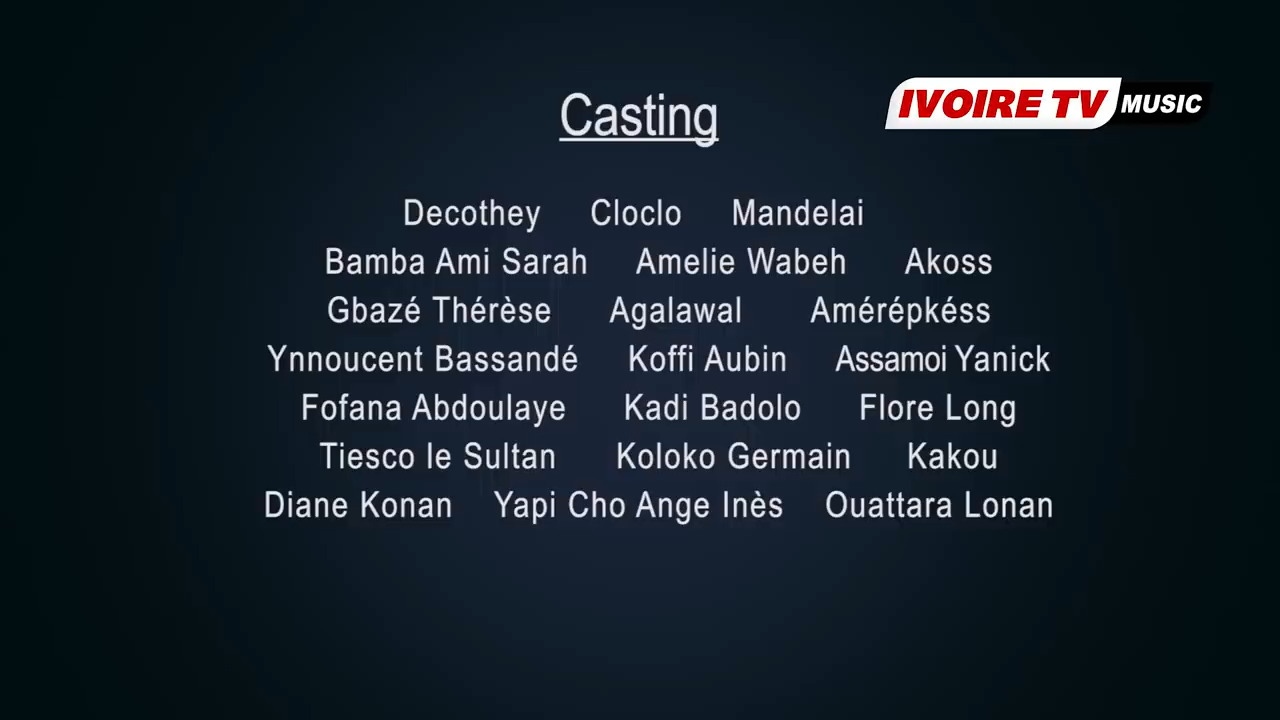 Casting
IVOIRE TV MUSIC
Decothey Cloclo Mandelai
Bamba Ami Sarah Amelie Wabeh Akoss
Gbazé Thérèse Agalawal Amérépkéss
Ynnoucent Bassandé Koffi Aubin Assamoi Yanick
Fofana Abdoulaye Kadi Badolo Flore Long
Tiesco le Sultan Koloko Germain Kakou
Diane Konan Yapi Cho Ange Inès Ouattara Lonan